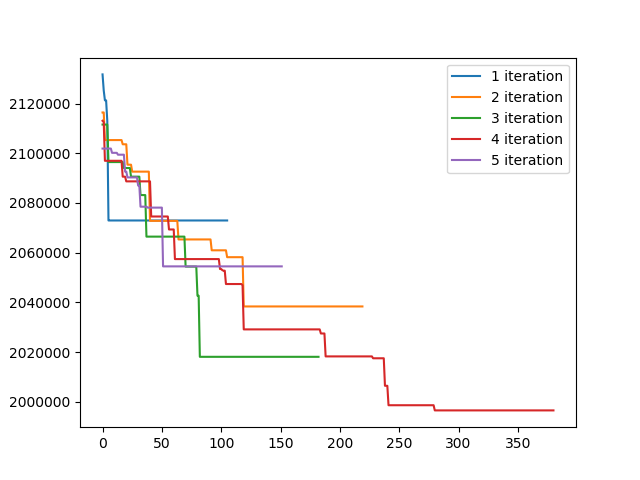 1 iteration
2 iteration
3 iteration
4 iteration
5 iteration
2120000
2100000
2080000
2060000
2040000
2020000
2000000
0 50 100 150 200 250 300 350